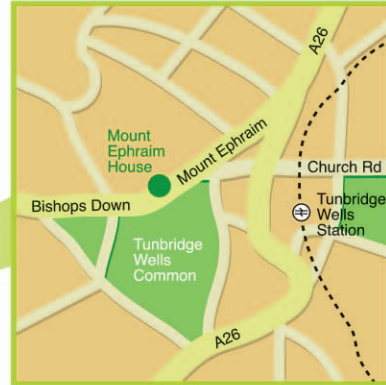 A26
Mount
Ephraim
House
Mount Ephraim
Church Rd
Bishops Down
Tunbridge
Wells
Station
Tunbridge
Wells
Common
A26